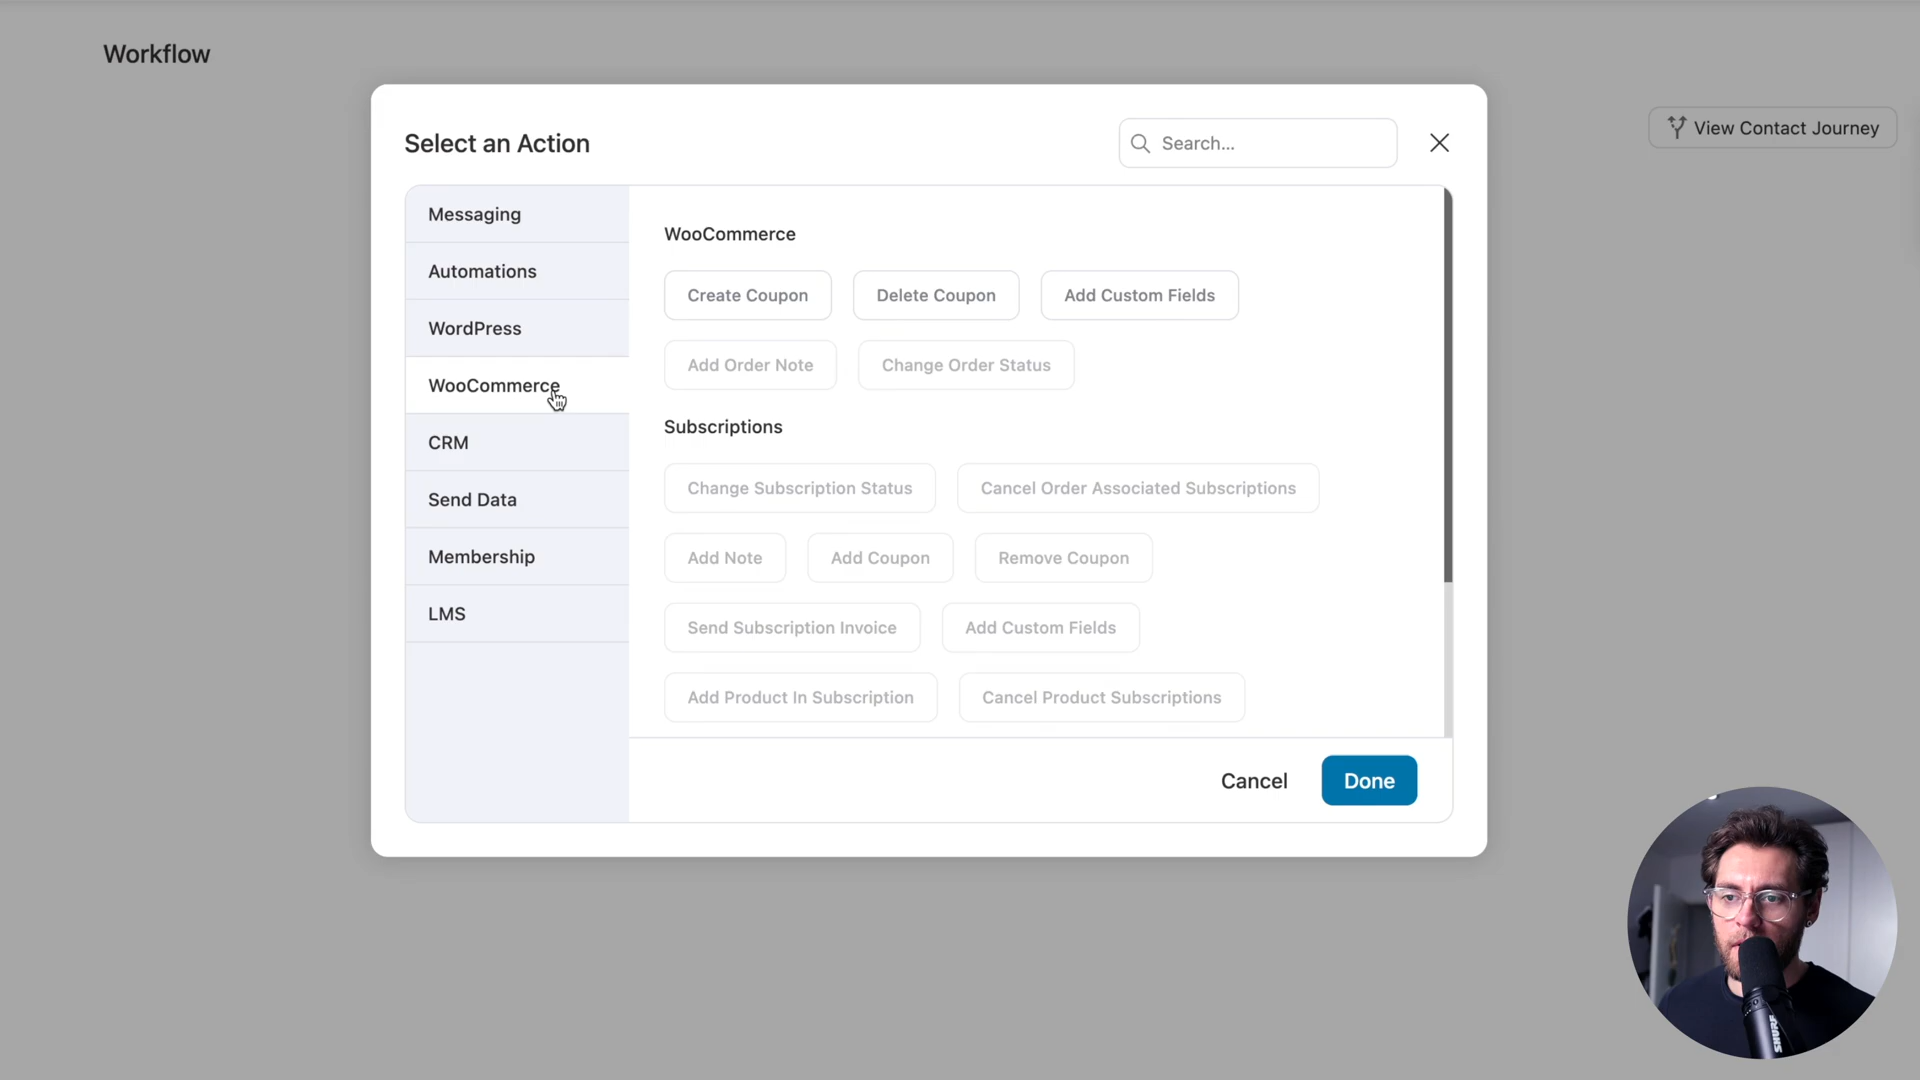 Workflow
View Contact Journey
Select an Action
Search...
Messaging
Automations
WordPress
WooCommerce
CRM
Send Data
Membership
LMS
WooCommerce
Create Coupon
Delete Coupon
Add Custom Fields
Add Order Note
Change Order Status
Subscriptions
Change Subscription Status
Cancel Order Associated Subscriptions
Add Note
Add Coupon
Remove Coupon
Send Subscription Invoice
Add Custom Fields
Add Product In Subscription
Cancel Product Subscriptions
Cancel
Done
SHURE